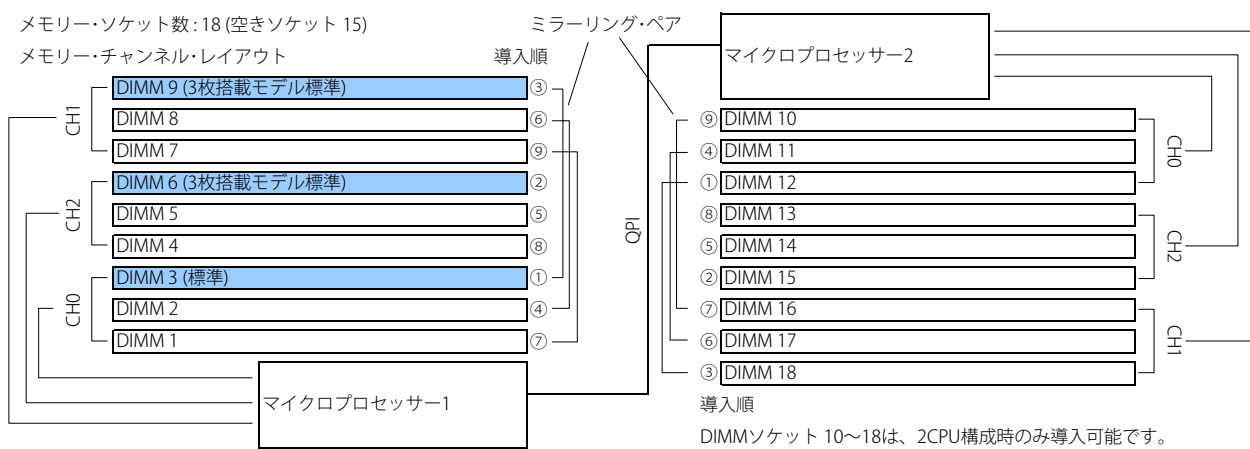 メモリー・ソケット数 : 18 (空きソケット 15)
メモリー・チャンネル・レイアウト
導入順
ミラーリング・ペア
DIMM 9 (3枚搭載モデル標準) ③
DIMM 8 ⑥
DIMM 7 ⑨
CH1
DIMM 6 (3枚搭載モデル標準) ②
DIMM 5 ⑤
DIMM 4 ⑧
CH2
DIMM 3 (標準) ①
DIMM 2 ④
DIMM 1 ⑦
CH0
マイクロプロセッサー1
QPI
マイクロプロセッサー2
⑨ DIMM 10
④ DIMM 11
① DIMM 12
CH0
⑧ DIMM 13
⑤ DIMM 14
② DIMM 15
CH2
⑦ DIMM 16
⑥ DIMM 17
③ DIMM 18
CH1
導入順
DIMMソケット 10～18は、2CPU構成時のみ導入可能です。